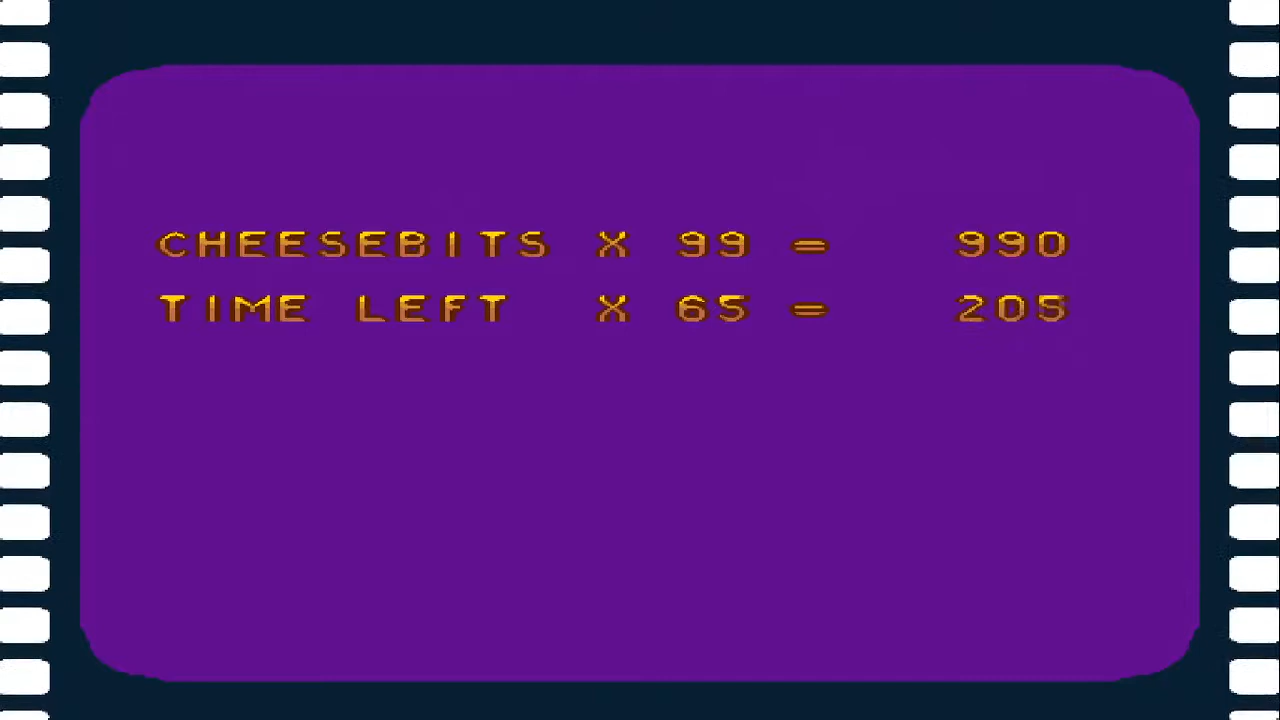 CHEESEBITS X 99 = 990
TIME LEFT X 65 = 205